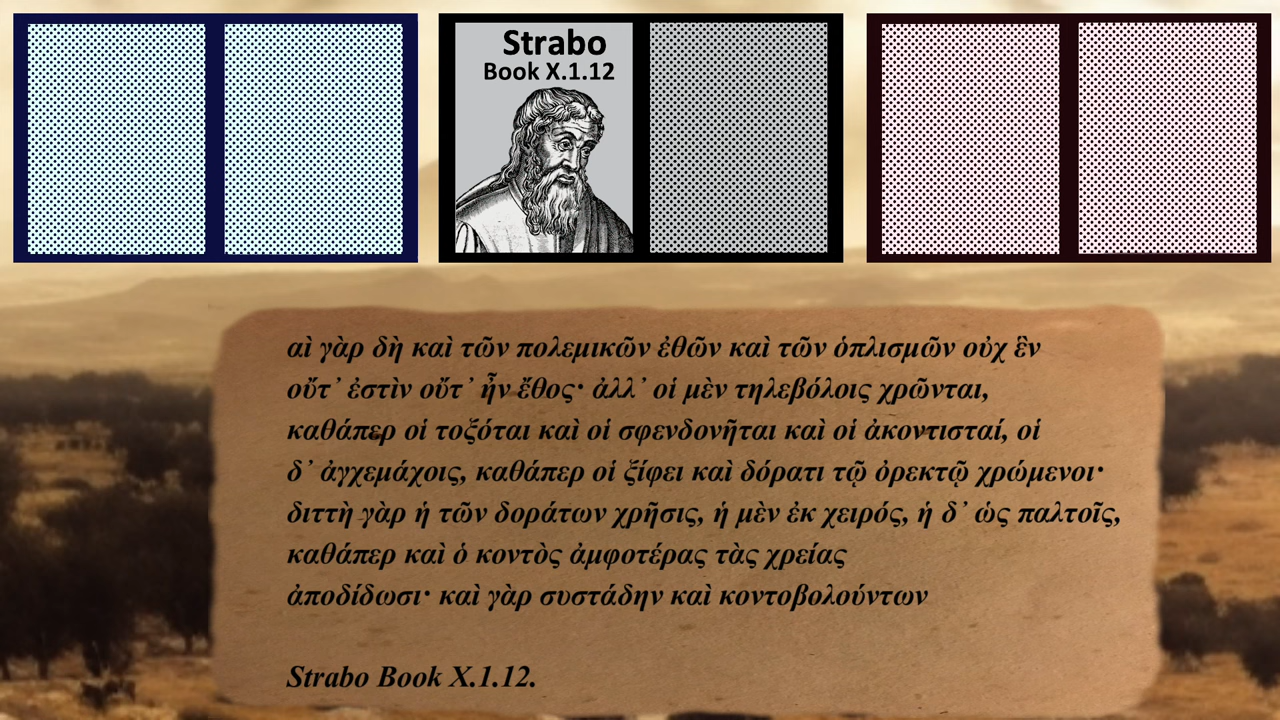 Strabo
Book X.1.12
αἱ γὰρ δὴ καὶ τῶν πολεμικῶν ἐθῶν καὶ τῶν ὁπλισμῶν οὐχ ἓν
οὔτ᾽ ἐστὶν οὔτ᾽ ἦν ἔθος· ἀλλ᾽ οἱ μὲν τηλεβόλοις χρῶνται,
καθάπερ οἱ τοξόται καὶ οἱ σφενδονῆται καὶ οἱ ἀκοντισταί, οἱ
δ᾽ ἀγχεμάχοις, καθάπερ οἱ ξίφει καὶ δόρατι τῷ ὀρεκτῷ χρώμενοι·
διττὴ γὰρ ἡ τῶν δοράτων χρῆσις, ἡ μὲν ἐκ χειρός, ἡ δ᾽ ὡς παλτοῖς,
καθάπερ καὶ ὁ κοντὸς ἀμφοτέρας τὰς χρείας
ἀποδίδωσι· καὶ γὰρ συστάδην καὶ κοντοβολούντων
Strabo Book X.1.12.